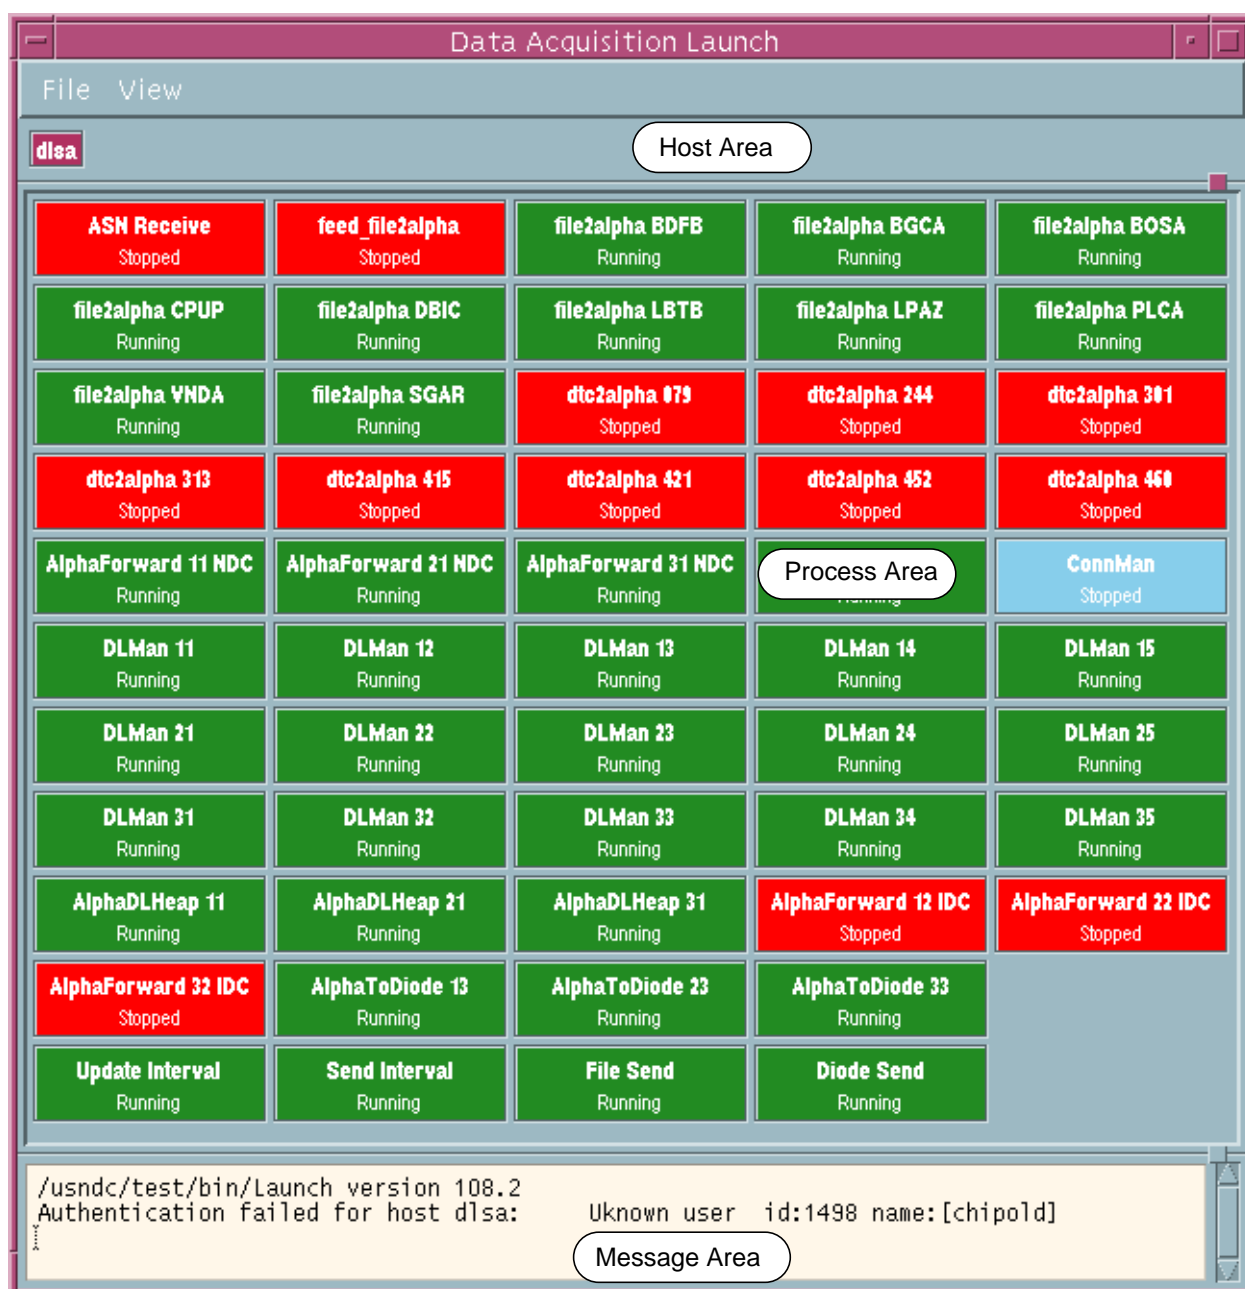 Data Acquisition Launch
File View
dlsa
Host Area
ASN Receive feed_file2alpha file2alpha BDFB file2alpha BGCA file2alpha BOSA
Stopped Stopped Running Running Running
file2alpha CPUP file2alpha DBIC file2alpha LBTB file2alpha LPAZ file2alpha PLCA
Running Running Running Running Running
file2alpha VNDA file2alpha SGAR dtc2alpha 079 dtc2alpha 244 dtc2alpha 301
Running Running Stopped Stopped Stopped
dtc2alpha 313 dtc2alpha 415 dtc2alpha 421 dtc2alpha 452 dtc2alpha 460
Stopped Stopped Stopped Stopped Stopped
AlphaForward 11 NDC AlphaForward 21 NDC AlphaForward 31 NDC Process Area ConnMan
Running Running Running Running Stopped
DLMan 11 DLMan 12 DLMan 13 DLMan 14 DLMan 15
Running Running Running Running Running
DLMan 21 DLMan 22 DLMan 23 DLMan 24 DLMan 25
Running Running Running Running Running
DLMan 31 DLMan 32 DLMan 33 DLMan 34 DLMan 35
Running Running Running Running Running
AlphaDLHeap 11 AlphaDLHeap 21 AlphaDLHeap 31 AlphaForward 12 IDC AlphaForward 22 IDC
Running Running Running Stopped Stopped
AlphaForward 32 IDC AlphaToDiode 13 AlphaToDiode 23 AlphaToDiode 33
Stopped Running Running Running
Update Interval Send Interval File Send Diode Send
Running Running Running Running
/usndc/test/bin/Launch version 108.2
Authentication failed for host dlsa: Uknown user id:1498 name:[chipold]
Message Area